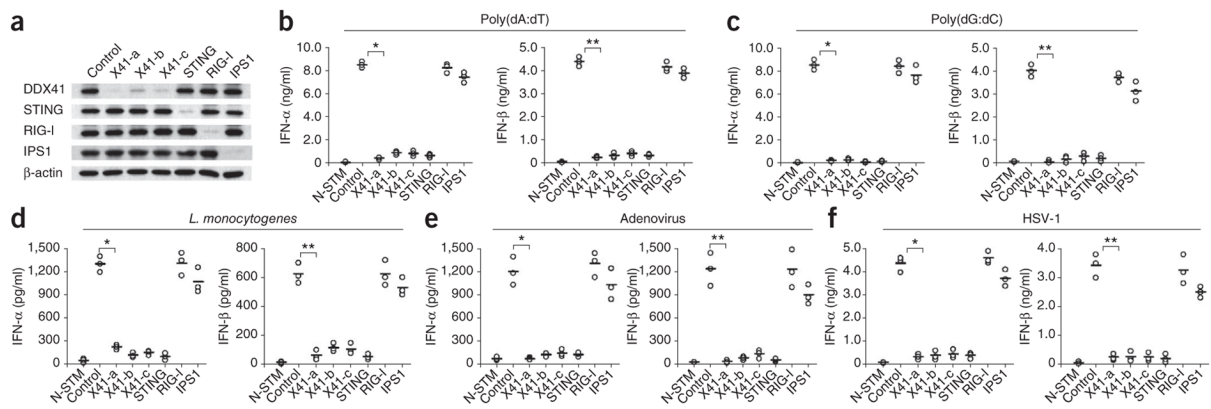 a
Control
X41-a
X41-b
X41-c
STING
RIG-I
IPS1
DDX41
STING
RIG-I
IPS1
β-actin
b
Poly(dA:dT)
IFN-α (ng/ml)
10.0
8.0
6.0
4.0
2.0
0
*
N-STM
Control
X41-a
X41-b
X41-c
STING
RIG-I
IPS1
IFN-β (ng/ml)
5.0
4.0
3.0
2.0
1.0
0
**
N-STM
Control
X41-a
X41-b
X41-c
STING
RIG-I
IPS1
c
Poly(dG:dC)
IFN-α (ng/ml)
10.0
8.0
6.0
4.0
2.0
0
*
N-STM
Control
X41-a
X41-b
X41-c
STING
RIG-I
IPS1
IFN-β (ng/ml)
5.0
4.0
3.0
2.0
1.0
0
**
N-STM
Control
X41-a
X41-b
X41-c
STING
RIG-I
IPS1
d
L. monocytogenes
IFN-α (pg/ml)
1,500
1,200
900
600
300
0
*
N-STM
Control
X41-a
X41-b
X41-c
STING
RIG-I
IPS1
IFN-β (pg/ml)
800
600
400
200
0
**
N-STM
Control
X41-a
X41-b
X41-c
STING
RIG-I
IPS1
e
Adenovirus
IFN-α (pg/ml)
1,500
1,200
900
600
300
0
*
N-STM
Control
X41-a
X41-b
X41-c
STING
RIG-I
IPS1
IFN-β (pg/ml)
1,500
1,200
900
600
300
0
**
N-STM
Control
X41-a
X41-b
X41-c
STING
RIG-I
IPS1
f
HSV-1
IFN-α (ng/ml)
5.0
4.0
3.0
2.0
1.0
0
*
N-STM
Control
X41-a
X41-b
X41-c
STING
RIG-I
IPS1
IFN-β (ng/ml)
4.0
3.0
2.0
1.0
0
**
N-STM
Control
X41-a
X41-b
X41-c
STING
RIG-I
IPS1